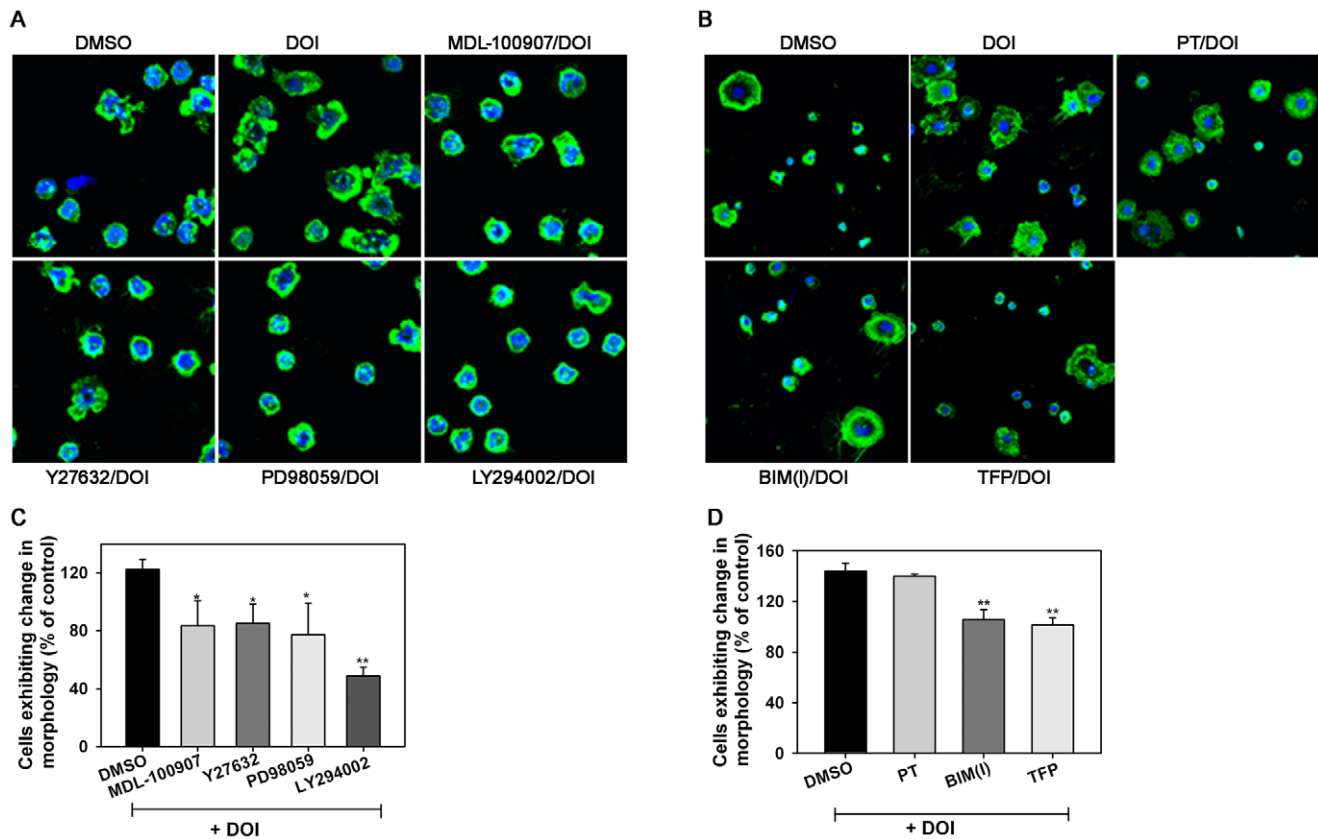 A
DMSO DOI MDL-100907/DOI
Y27632/DOI PD98059/DOI LY294002/DOI
B
DMSO DOI PT/DOI
BIM(I)/DOI TFP/DOI
C
Cells exhibiting change in
morphology (% of control)
120
80
40
0
* * * **
DMSO MDL-100907 Y27632 PD98059 LY294002
+ DOI
D
Cells exhibiting change in
morphology (% of control)
160
120
80
40
0
** **
DMSO PT BIM(I) TFP
+ DOI